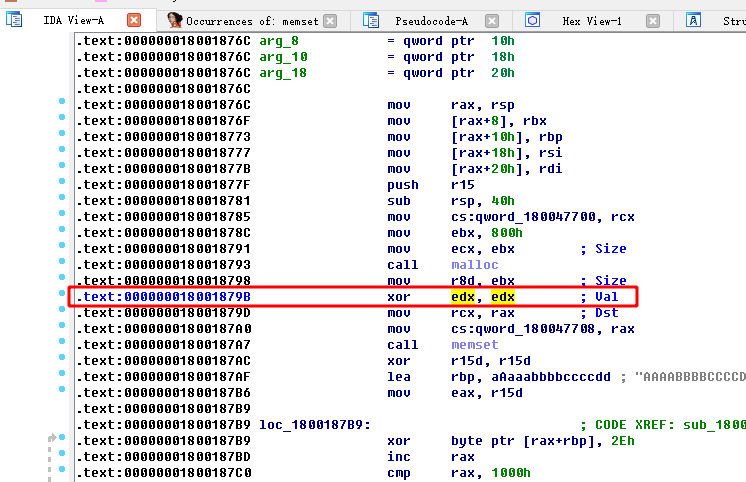 IDA View-A Occurrences of: memset Pseudocode-A Hex View-1 Stru
.text:000000018001876C arg_8 = qword ptr 10h
.text:000000018001876C arg_10 = qword ptr 18h
.text:000000018001876C arg_18 = qword ptr 20h
.text:000000018001876C
.text:000000018001876C mov rax, rsp
.text:000000018001876F mov [rax+8], rbx
.text:0000000180018773 mov [rax+10h], rbp
.text:0000000180018777 mov [rax+18h], rsi
.text:000000018001877B mov [rax+20h], rdi
.text:000000018001877F push r15
.text:0000000180018781 sub rsp, 40h
.text:0000000180018785 mov cs:qword_180047700, rcx
.text:000000018001878C mov ebx, 800h
.text:0000000180018791 mov ecx, ebx ; Size
.text:0000000180018793 call malloc
.text:0000000180018798 mov r8d, ebx ; Size
.text:000000018001879B xor edx, edx ; Val
.text:000000018001879D mov rcx, rax ; Dst
.text:00000001800187A0 mov cs:qword_180047708, rax
.text:00000001800187A7 call memset
.text:00000001800187AC xor r15d, r15d
.text:00000001800187AF lea rbp, aAaaabbbbccccdd ; "AAAABBBBCCCCD
.text:00000001800187B6 mov eax, r15d
.text:00000001800187B9
.text:00000001800187B9 loc_1800187B9: ; CODE XREF: sub_1800
.text:00000001800187B9 xor byte ptr [rax+rbp], 2Eh
.text:00000001800187BD inc rax
.text:00000001800187C0 cmp rax, 1000h